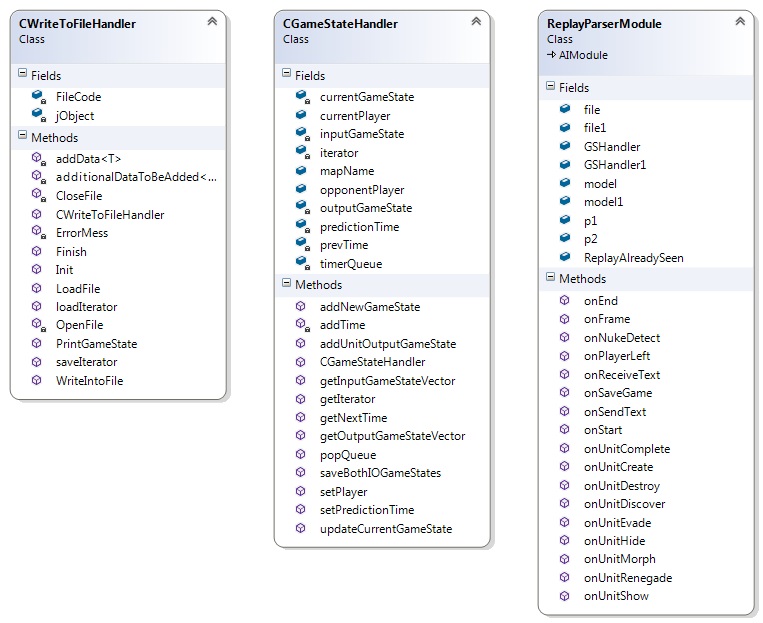 CWriteToFileHandler
Class
Fields
FileCode
jObject
Methods
addData<T>
additionalDataToBeAdded<...
CloseFile
CWriteToFileHandler
ErrorMess
Finish
Init
LoadFile
loadIterator
OpenFile
PrintGameState
saveIterator
WriteIntoFile
CGameStateHandler
Class
Fields
currentGameState
currentPlayer
inputGameState
iterator
mapName
opponentPlayer
outputGameState
predictionTime
prevTime
timerQueue
Methods
addNewGameState
addTime
addUnitOutputGameState
CGameStateHandler
getInputGameStateVector
getIterator
getNextTime
getOutputGameStateVector
popQueue
saveBothIOGameStates
setPlayer
setPredictionTime
updateCurrentGameState
ReplayParserModule
Class
AIModule
Fields
file
file1
GSHandler
GSHandler1
model
model1
p1
p2
ReplayAlreadySeen
Methods
onEnd
onFrame
onNukeDetect
onPlayerLeft
onReceiveText
onSaveGame
onSendText
onStart
onUnitComplete
onUnitCreate
onUnitDestroy
onUnitDiscover
onUnitEvade
onUnitHide
onUnitMorph
onUnitRenegade
onUnitShow